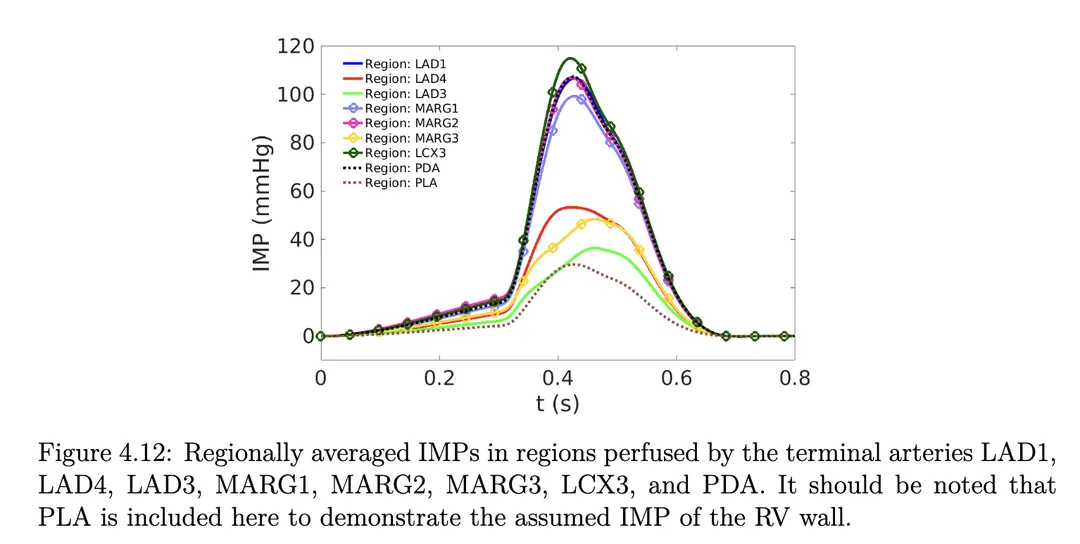 120
100
80
60
40
20
0
IMP (mmHg)
Region: LAD1
Region: LAD4
Region: LAD3
Region: MARG1
Region: MARG2
Region: MARG3
Region: LCX3
Region: PDA
Region: PLA
0 0.2 0.4 0.6 0.8
t (s)
Figure 4.12: Regionally averaged IMPs in regions perfused by the terminal arteries LAD1,
LAD4, LAD3, MARG1, MARG2, MARG3, LCX3, and PDA. It should be noted that
PLA is included here to demonstrate the assumed IMP of the RV wall.